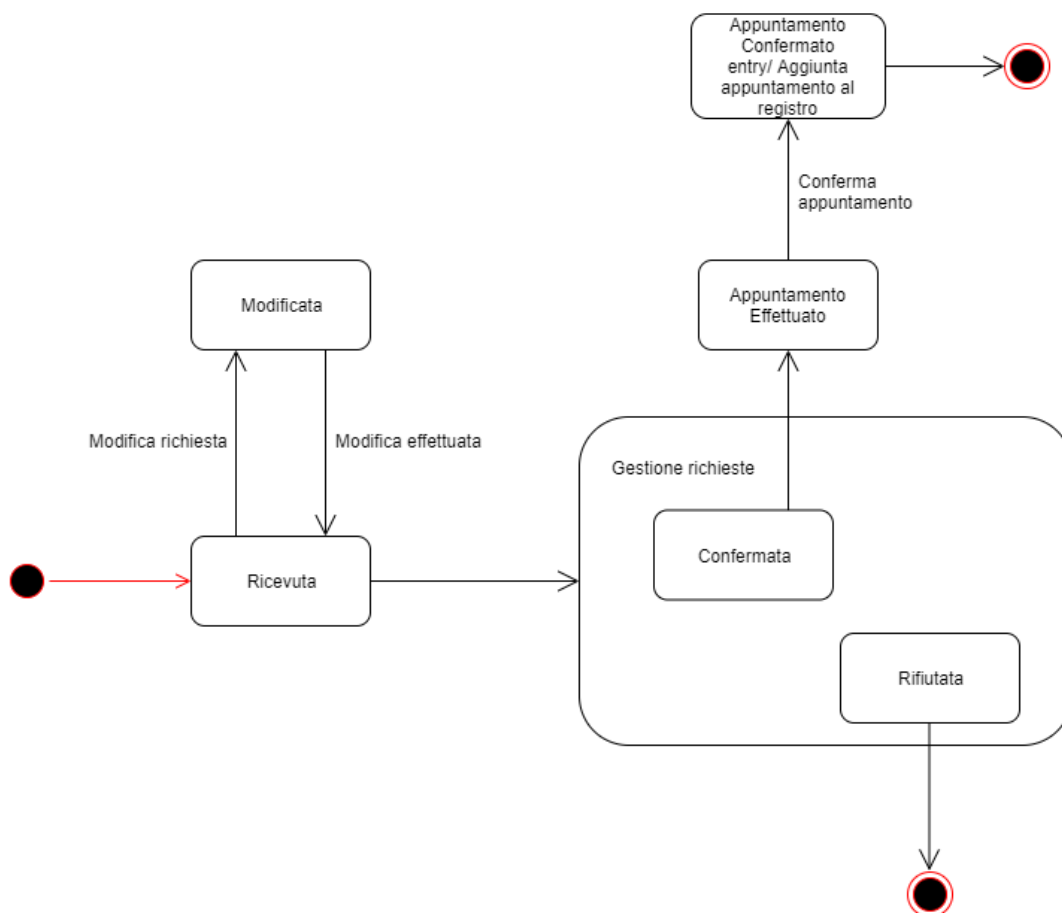 Appuntamento
Confermato
entry/ Aggiunta
appuntamento al
registro
Conferma
appuntamento
Modificata
Appuntamento
Effettuato
Modifica richiesta
Modifica effettuata
Gestione richieste
Confermata
Ricevuta
Rifiutata